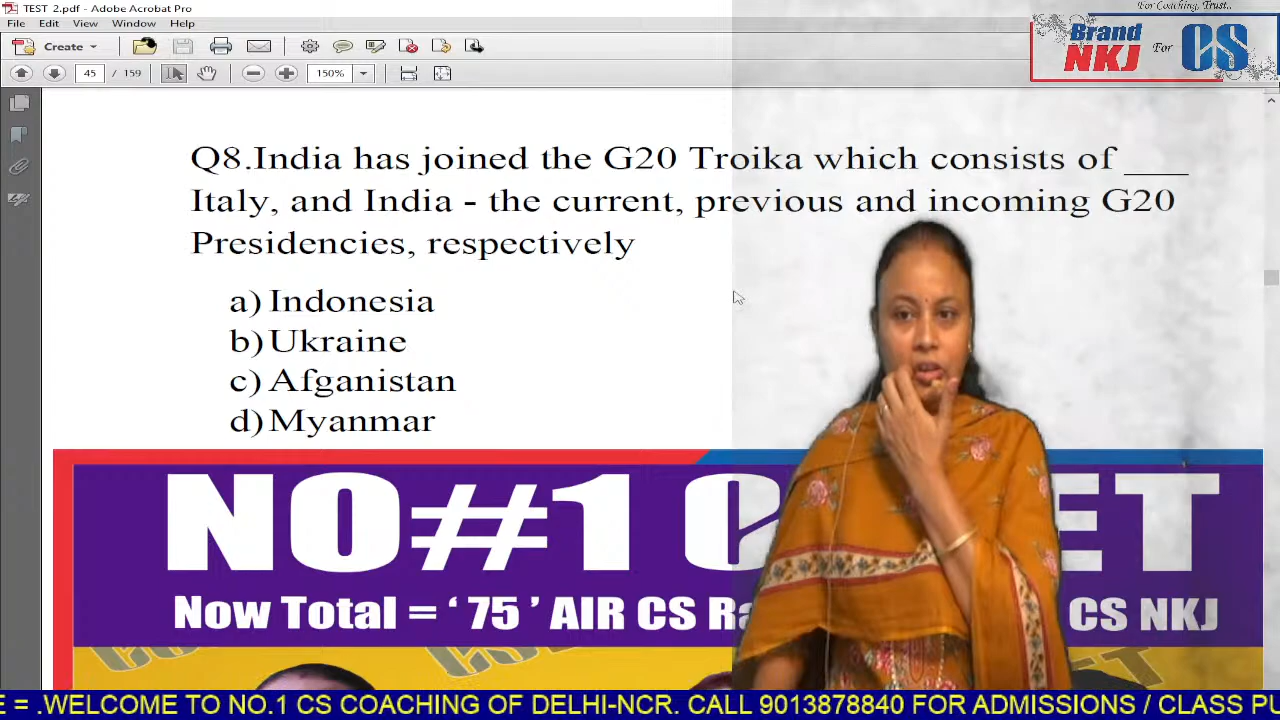 TEST 2.pdf - Adobe Acrobat Pro
File Edit View Window Help
For Coaching, Trust..
Create
Brand
NKJ For CS
45 / 159
150%
Q8.India has joined the G20 Troika which consists of ____
Italy, and India - the current, previous and incoming G20
Presidencies, respectively
a) Indonesia
b) Ukraine
c) Afganistan
d) Myanmar
NO#1
Now Total = ‘ 75 ’ AIR CS Ra CS NKJ
E = .WELCOME TO NO.1 CS COACHING OF DELHI-NCR. CALL 9013878840 FOR ADMISSIONS / CLASS PU